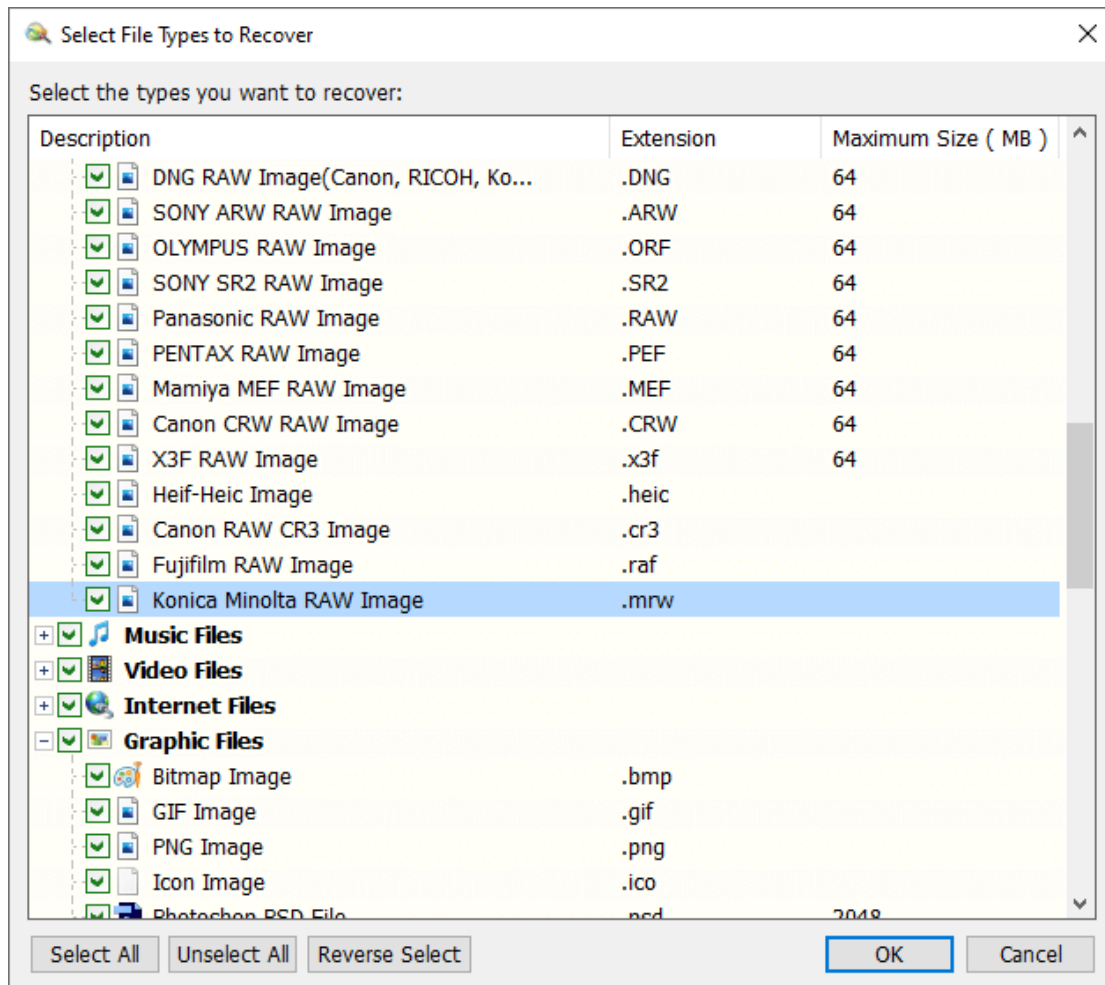 Select File Types to Recover
Select the types you want to recover:
Description Extension Maximum Size ( MB )
DNG RAW Image(Canon, RICOH, Ko... .DNG 64
SONY ARW RAW Image .ARW 64
OLYMPUS RAW Image .ORF 64
SONY SR2 RAW Image .SR2 64
Panasonic RAW Image .RAW 64
PENTAX RAW Image .PEF 64
Mamiya MEF RAW Image .MEF 64
Canon CRW RAW Image .CRW 64
X3F RAW Image .x3f 64
Heif-Heic Image .heic
Canon RAW CR3 Image .cr3
Fujifilm RAW Image .raf
Konica Minolta RAW Image .mrw
Music Files
Video Files
Internet Files
Graphic Files
Bitmap Image .bmp
GIF Image .gif
PNG Image .png
Icon Image .ico
Photoshop PSD File .psd 2048
Select All Unselect All Reverse Select OK Cancel